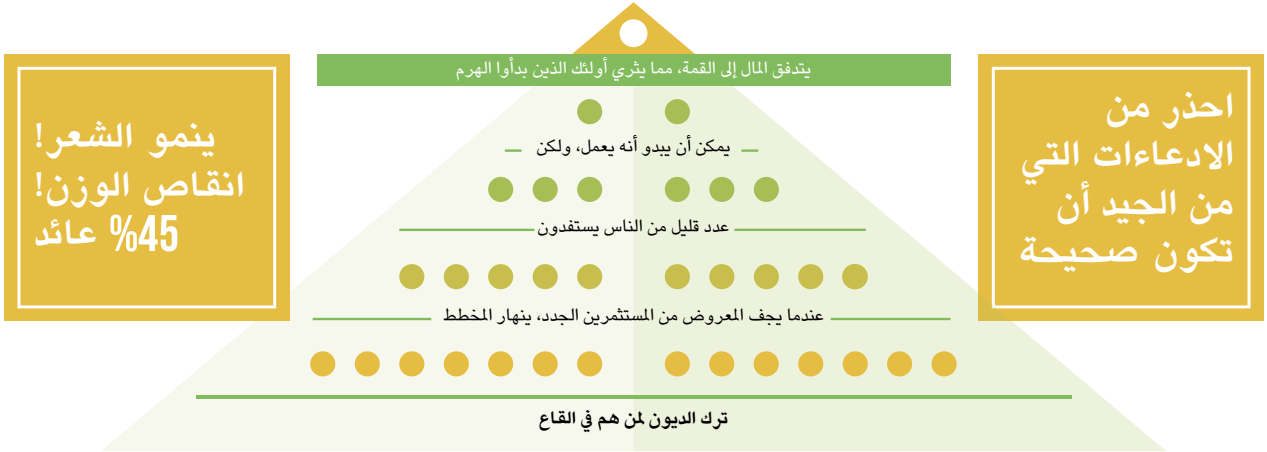 احذر من
الادعاءات التي
من الجيد أن
تكون صحيحة
يتدفق المال إلى القمة، مما يثري أولئك الذين بدأوا الهرم
يمكن أن يبدو أنه يعمل، ولكن
عدد قليل من الناس يستفدون
عندما يجف المعروض من المستثمرين الجدد، ينهار المخطط
ترك الديون لمن هم في القاع
ينمو الشعر!
انقاص الوزن!
45% عائد